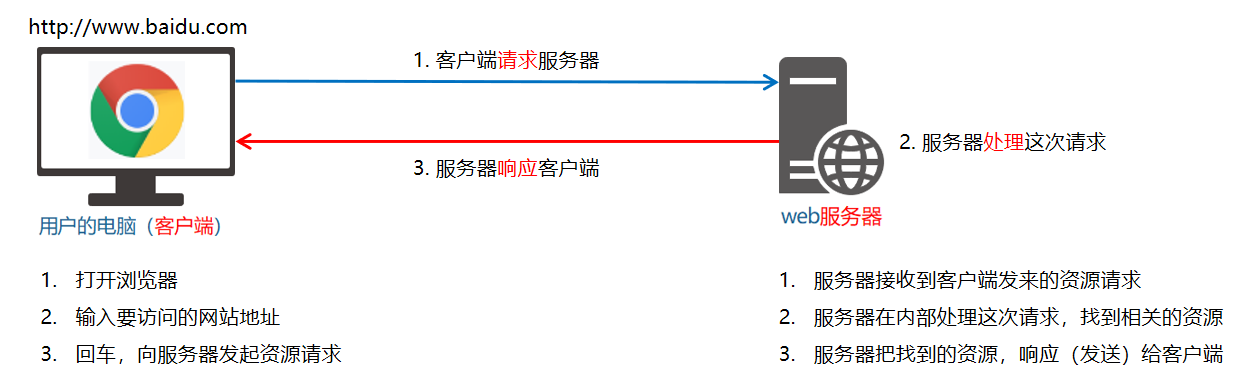 http://www.baidu.com
1. 客户端请求服务器
2. 服务器处理这次请求
3. 服务器响应客户端
用户的电脑（客户端）
web服务器
1. 打开浏览器
2. 输入要访问的网站地址
3. 回车，向服务器发起资源请求
1. 服务器接收到客户端发来的资源请求
2. 服务器在内部处理这次请求，找到相关的资源
3. 服务器把找到的资源，响应（发送）给客户端